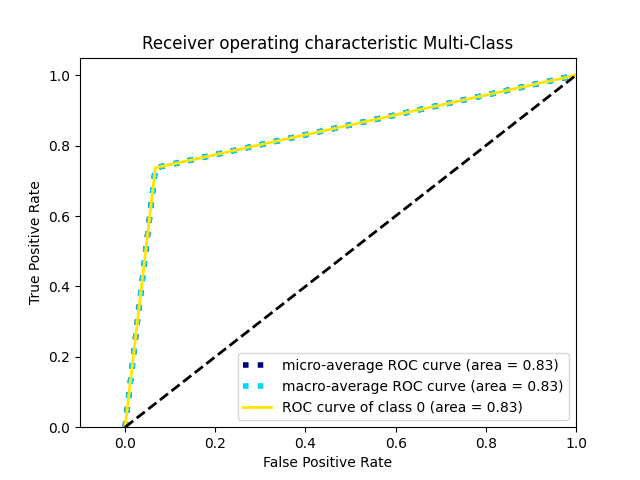 Receiver operating characteristic Multi-Class
True Positive Rate
1.0
0.8
0.6
0.4
0.2
0.0
micro-average ROC curve (area = 0.83)
macro-average ROC curve (area = 0.83)
ROC curve of class 0 (area = 0.83)
0.0 0.2 0.4 0.6 0.8 1.0
False Positive Rate